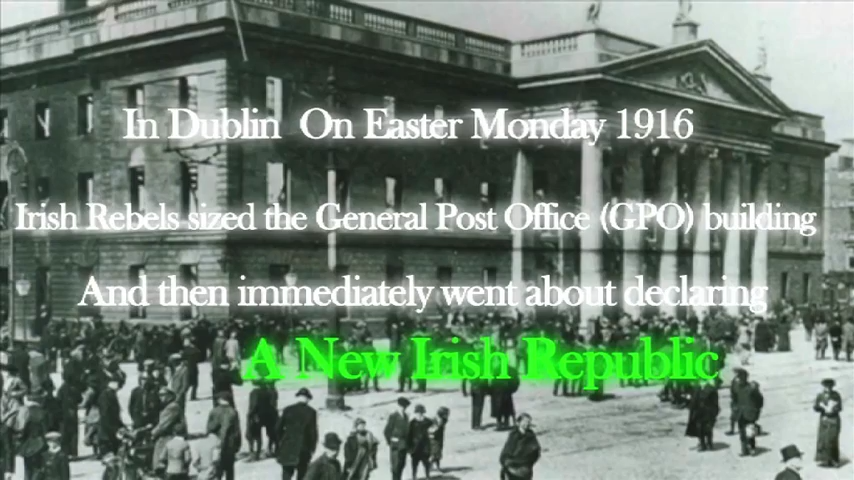 In Dublin On Easter Monday 1916
Irish Rebels sized the General Post Office (GPO) building
And then immediately went about declaring
A New Irish Republic